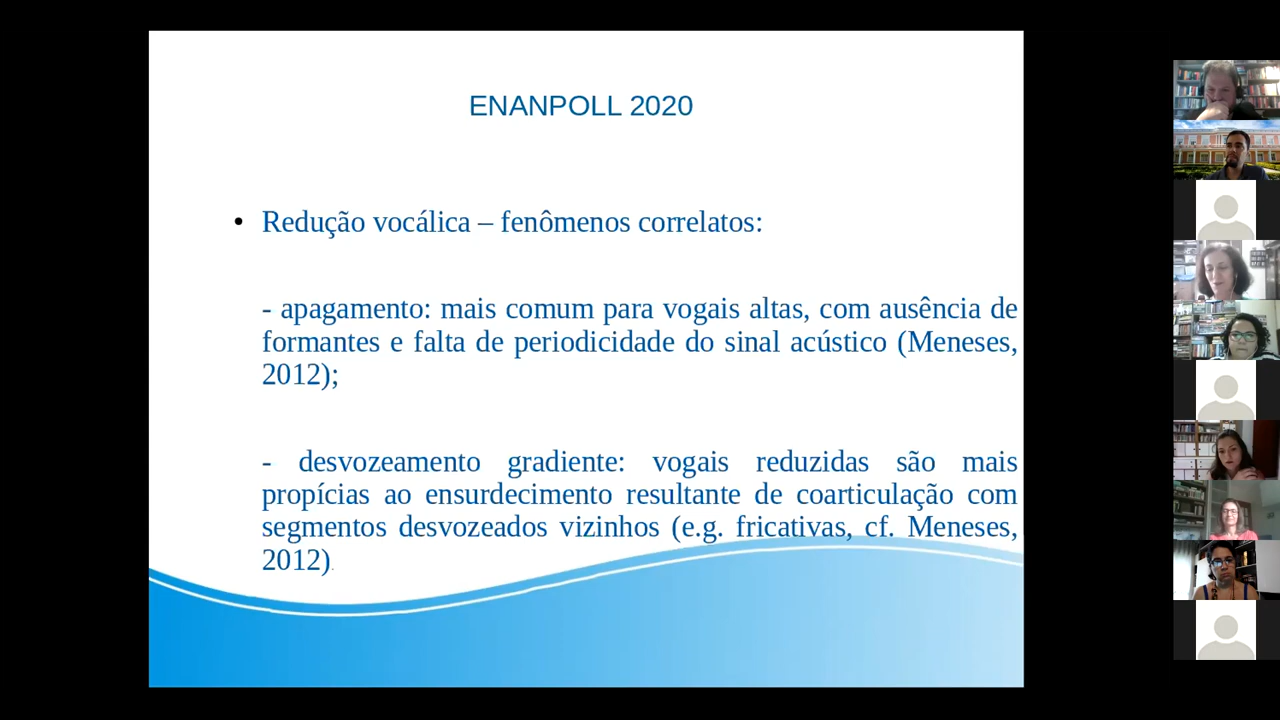 ENANPOLL 2020
• Redução vocálica – fenômenos correlatos:
- apagamento: mais comum para vogais altas, com ausência de
formantes e falta de periodicidade do sinal acústico (Meneses,
2012);
- desvozeamento gradiente: vogais reduzidas são mais
propícias ao ensurdecimento resultante de coarticulação com
segmentos desvozeados vizinhos (e.g. fricativas, cf. Meneses,
2012).